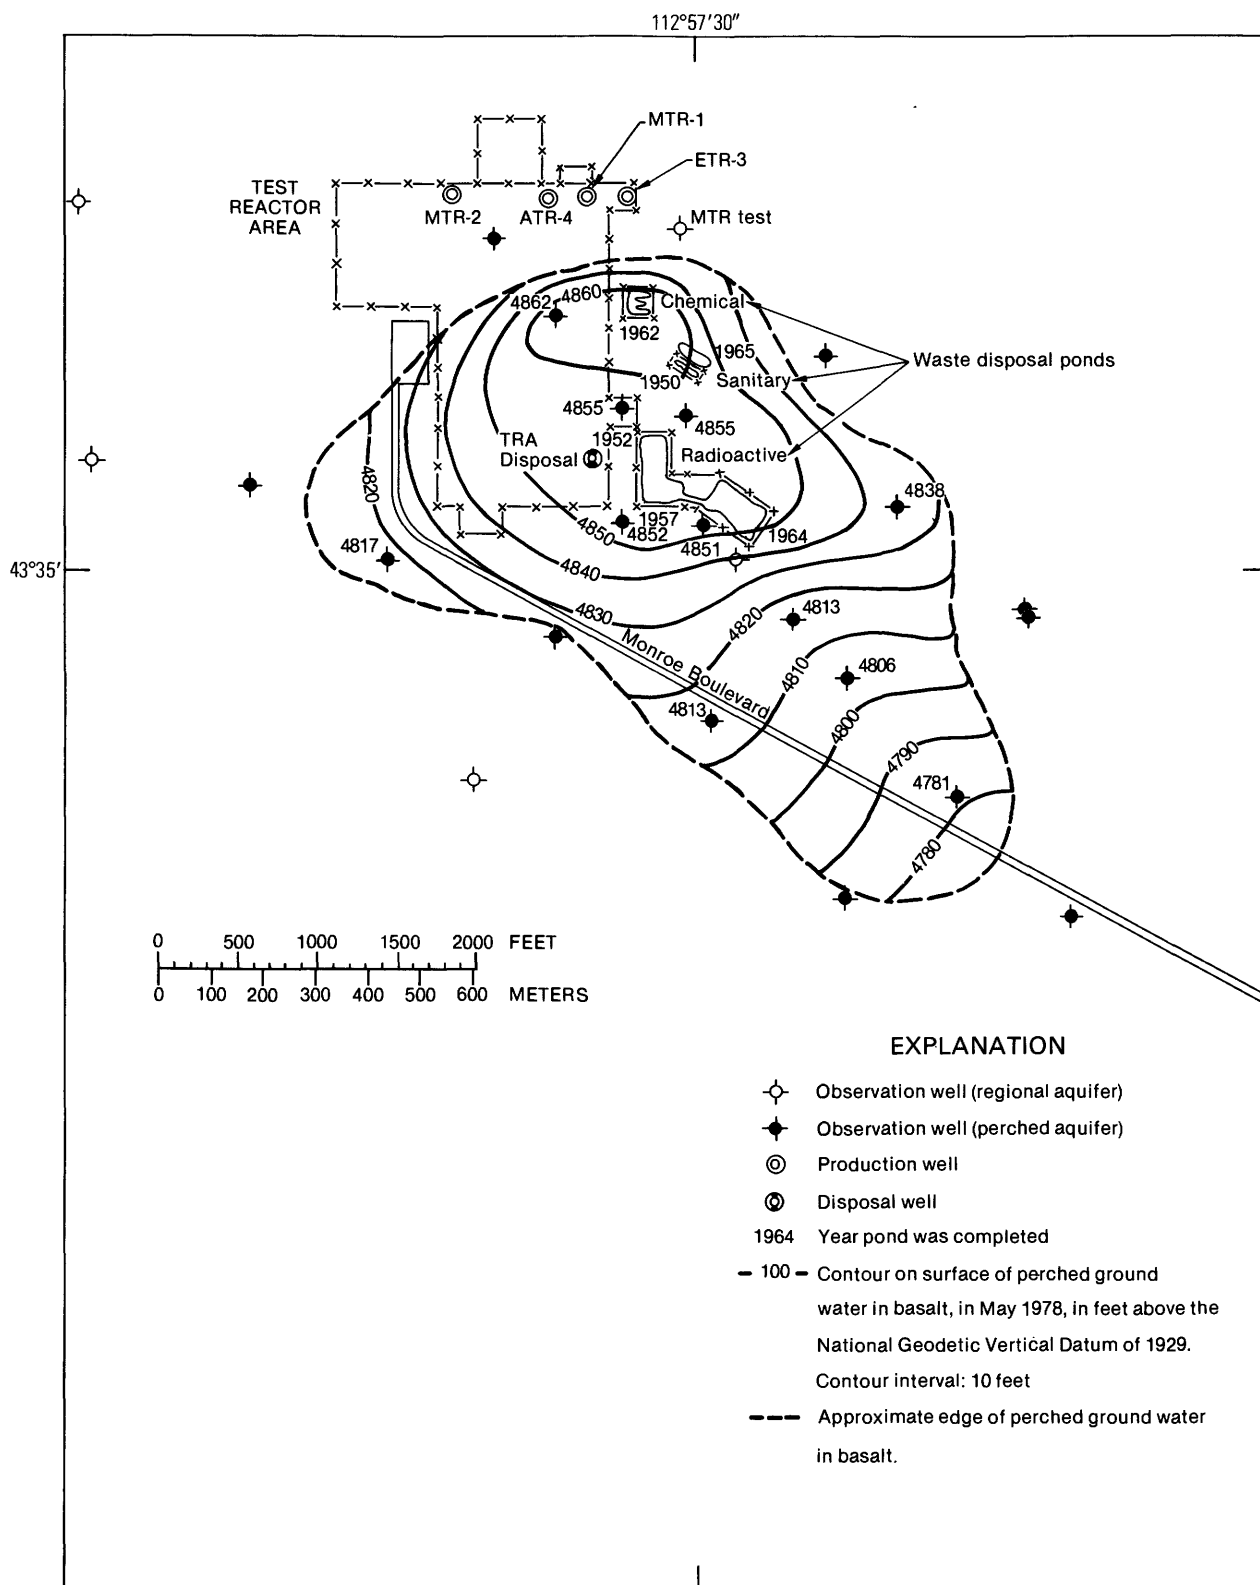 112°57'30"
MTR-1
ETR-3
TEST
REACTOR
AREA
MTR-2
ATR-4
MTR test
4862
4860
Chemical
1962
1965
Waste disposal ponds
1950
Sanitary
4855
4855
1952
TRA
Disposal
Radioactive
4820
4838
1957
4850
4852
4851
1964
4817
43°35'
4840
4830
4820
4813
Monroe Boulevard
4810
4806
4813
4800
4790
4781
4780
0 500 1000 1500 2000 FEET
0 100 200 300 400 500 600 METERS
EXPLANATION
Observation well (regional aquifer)
Observation well (perched aquifer)
Production well
Disposal well
1964 Year pond was completed
— 100 — Contour on surface of perched ground
water in basalt, in May 1978, in feet above the
National Geodetic Vertical Datum of 1929.
Contour interval: 10 feet
Approximate edge of perched ground water
in basalt.